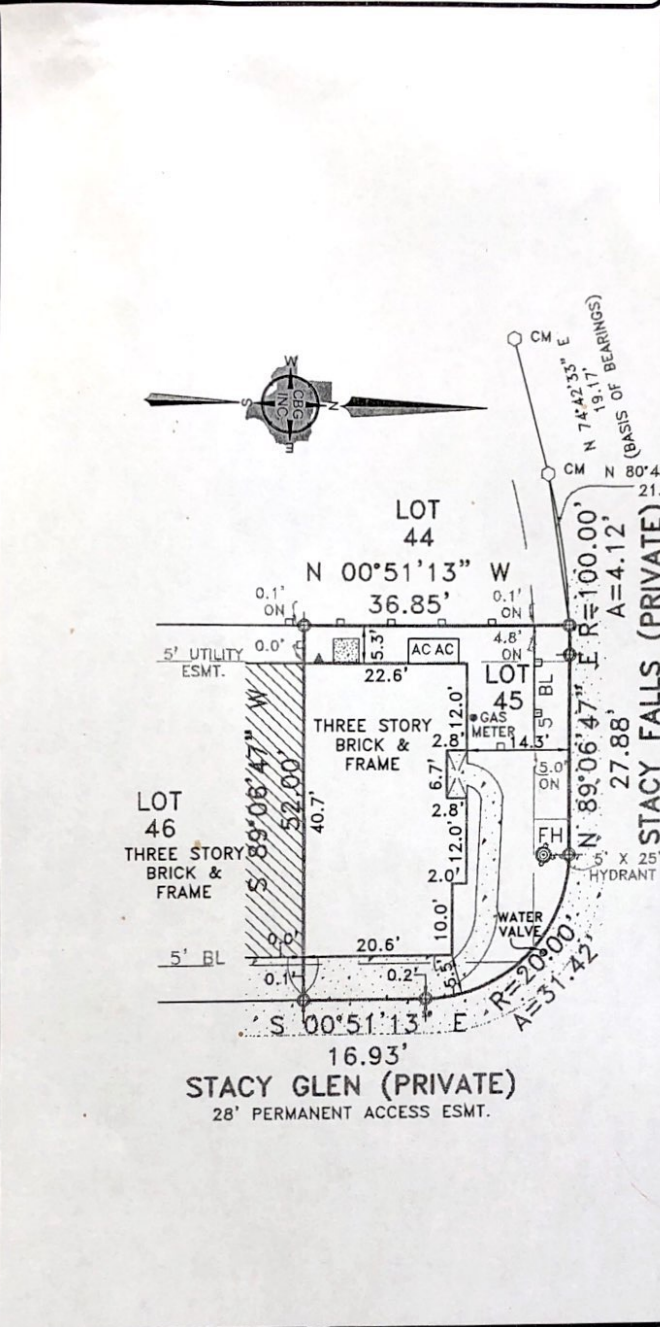 CM
N 74°42'33" E
19.17'
(BASIS OF BEARINGS)
CM
N 80°4
21.
W
S
CBG
INC.
N
E
LOT
44
N 00°51'13" W
36.85'
0.1'
ON
0.1'
ON
R=100.00'
A=4.12'
5' UTILITY
ESMT.
0.0'
5.3'
AC AC
4.8'
ON
22.6'
LOT
45
5' BL
12.0'
GAS
METER
14.3'
2.8'
6.7'
2.8'
12.0'
2.0'
10.0'
5.0'
ON
THREE STORY
BRICK &
FRAME
S 89°06'47" W
52.00'
40.7'
LOT
46
THREE STORY
BRICK &
FRAME
N 89°06'47" E
27.88'
STACY FALLS (PRIVATE)
FH
5' X 25'
HYDRANT
WATER
VALVE
5' BL
0.0'
20.6'
0.1'
0.2'
5.5'
R=20.00'
A=31.42'
S 00°51'13" E
16.93'
STACY GLEN (PRIVATE)
28' PERMANENT ACCESS ESMT.